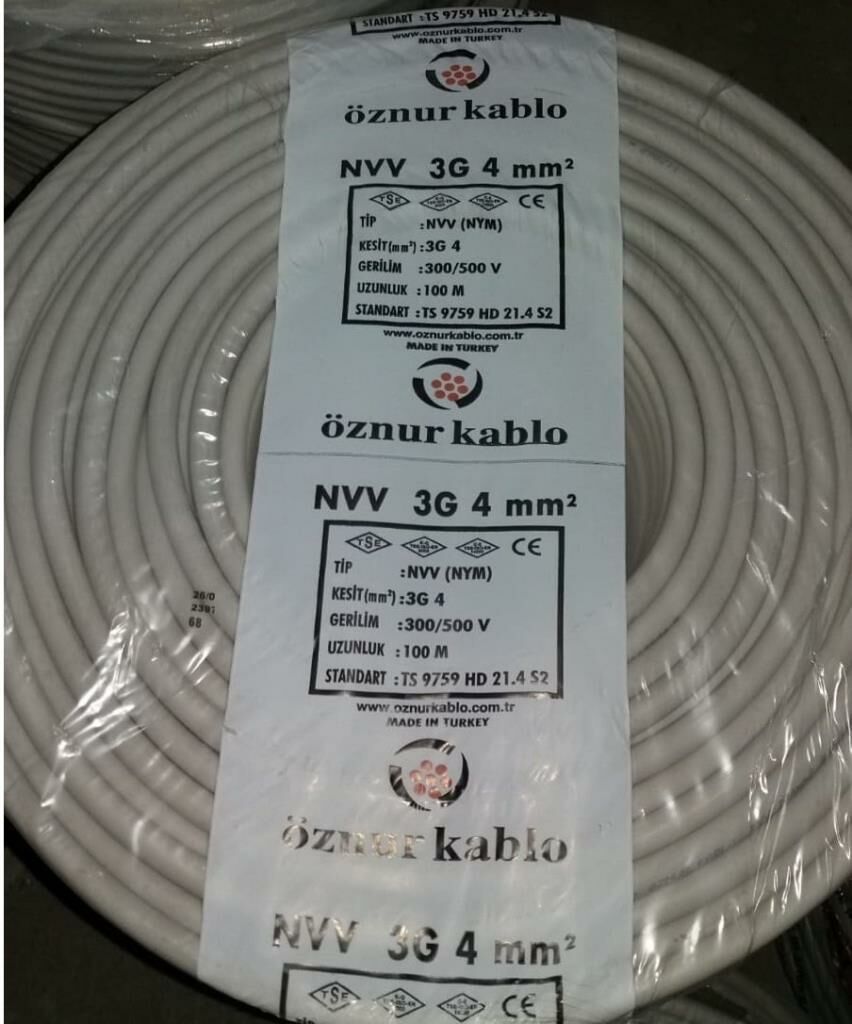 STANDART :TS 9759 HD 21.4 S2
www.oznurkablo.com.tr
MADE IN TURKEY
öznur kablo
NVV 3G 4 mm²
TSE CE
TİP :NVV (NYM)
KESİT(mm²) :3G 4
GERİLİM :300/500 V
UZUNLUK :100 M
STANDART :TS 9759 HD 21.4 S2
www.oznurkablo.com.tr
MADE IN TURKEY
öznur kablo
NVV 3G 4 mm²
TSE CE
TİP :NVV (NYM)
KESİT(mm²) :3G 4
GERİLİM :300/500 V
UZUNLUK :100 M
STANDART :TS 9759 HD 21.4 S2
www.oznurkablo.com.tr
MADE IN TURKEY
26/0
2397
68
öznur kablo
NVV 3G 4 mm²
TSE CE